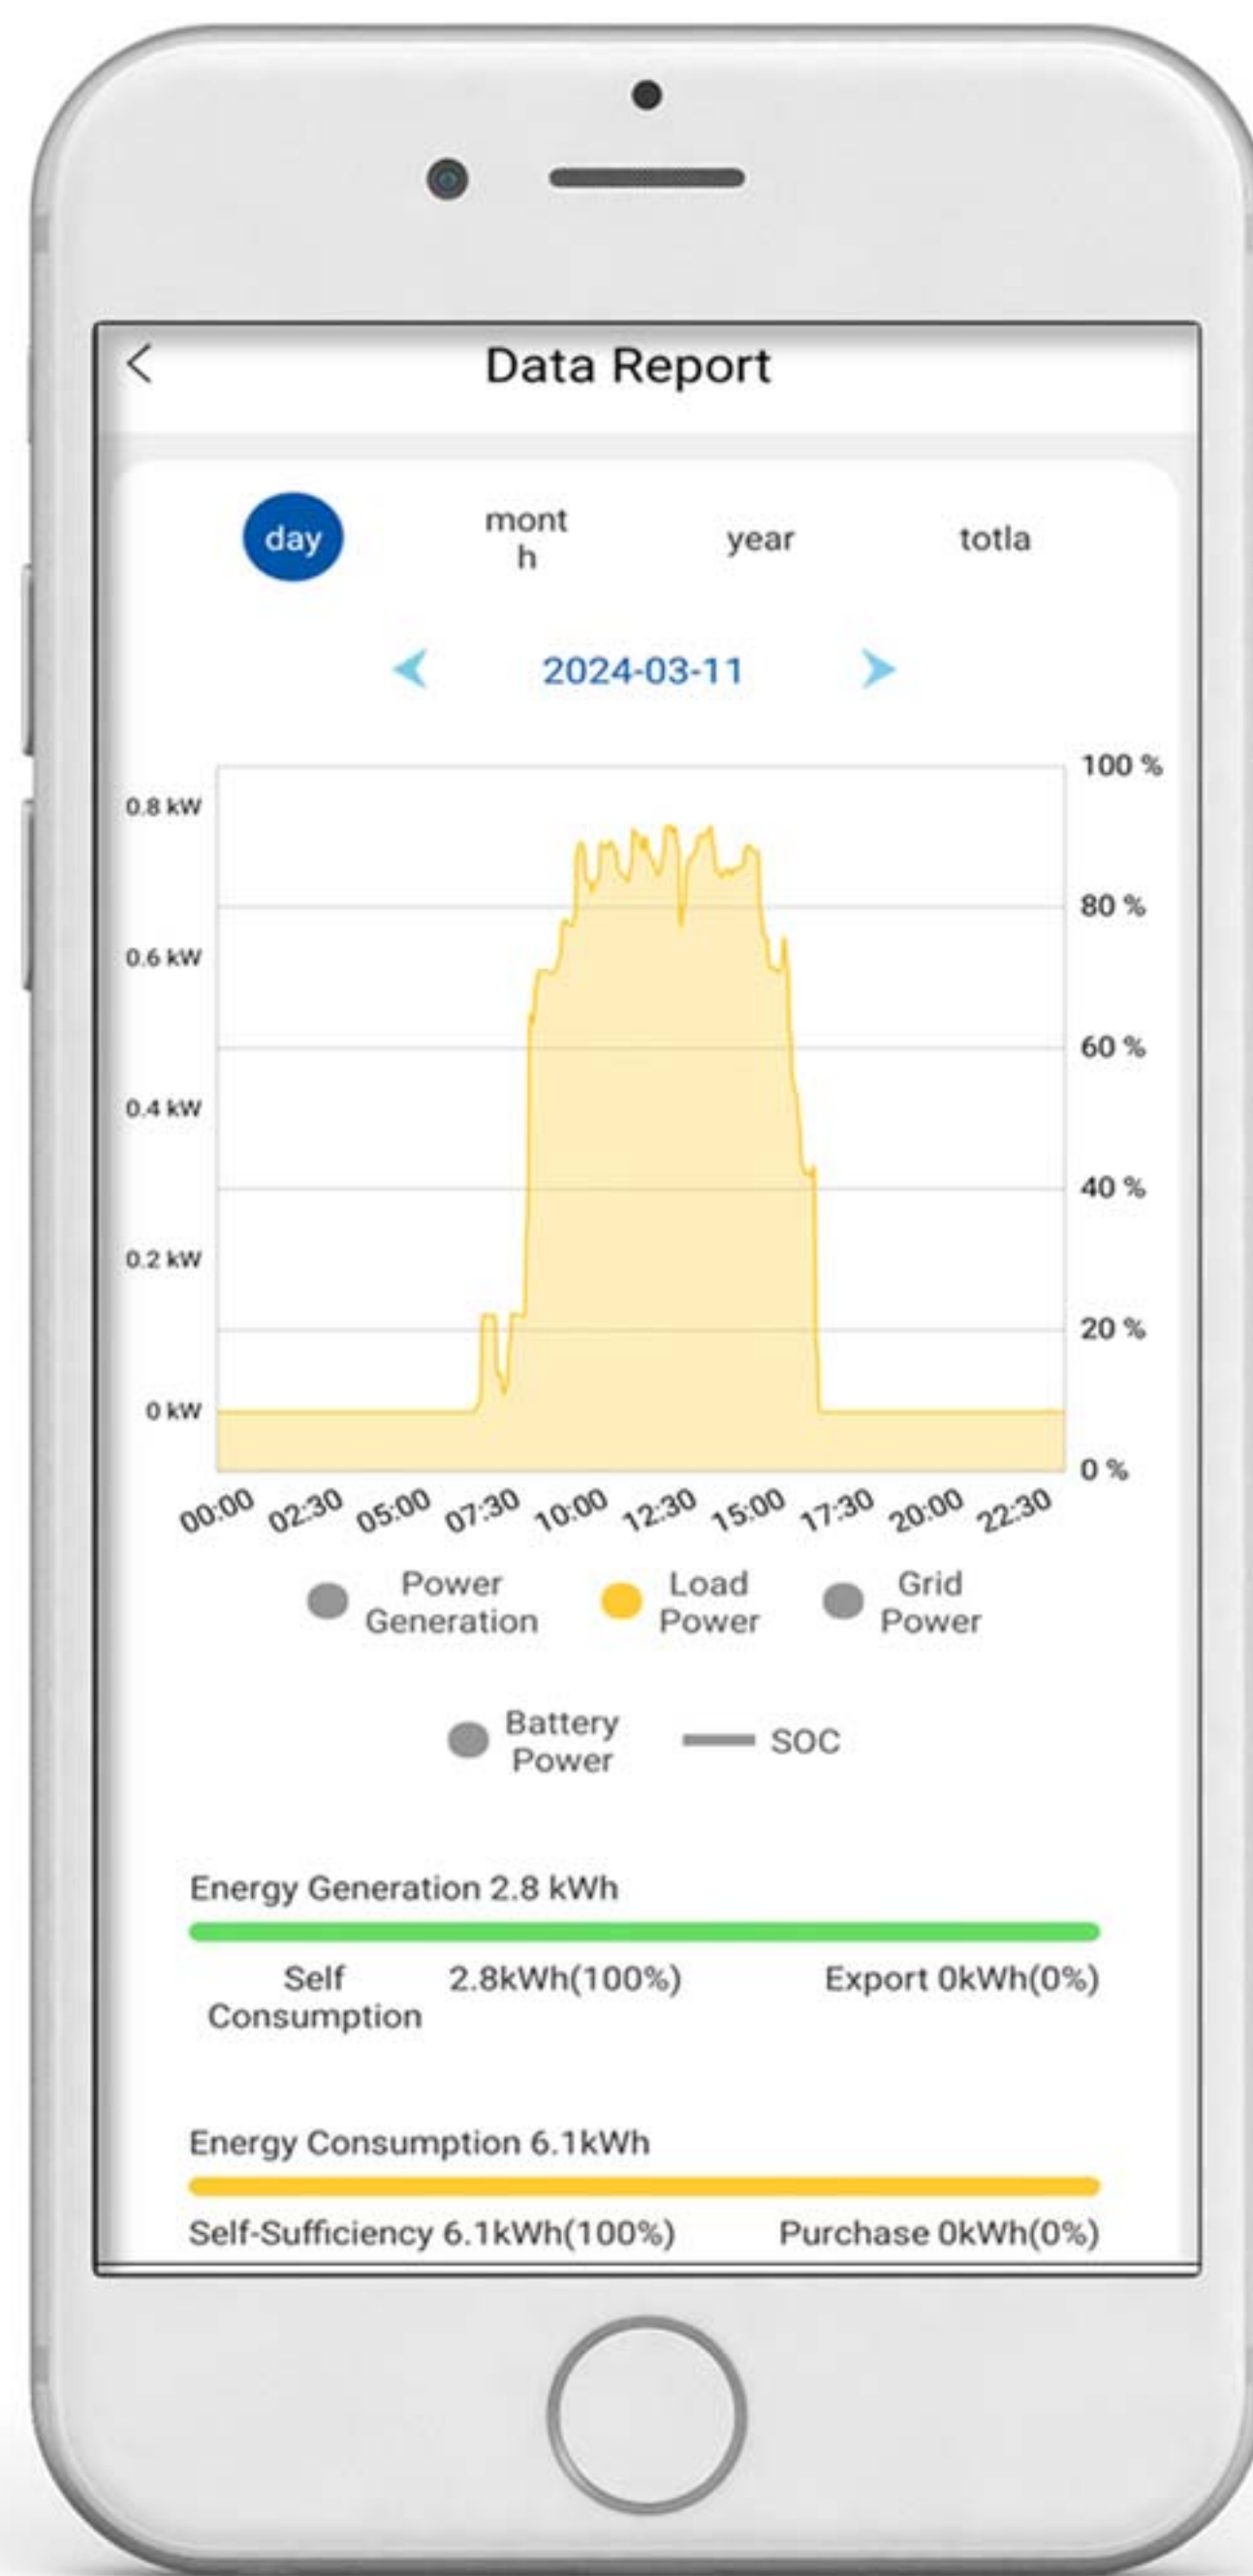 Data Report
day
mont
h
year
totla
2024-03-11
100 %
0.8 kW
80 %
0.6 kW
60 %
0.4 kW
40 %
0.2 kW
20 %
0 kW
0 %
00:00 02:30 05:00 07:30 10:00 12:30 15:00 17:30 20:00 22:30
Power
Generation
Load
Power
Grid
Power
Battery
Power
SOC
Energy Generation 2.8 kWh
Self
Consumption
2.8kWh(100%)
Export 0kWh(0%)
Energy Consumption 6.1kWh
Self-Sufficiency 6.1kWh(100%)
Purchase 0kWh(0%)